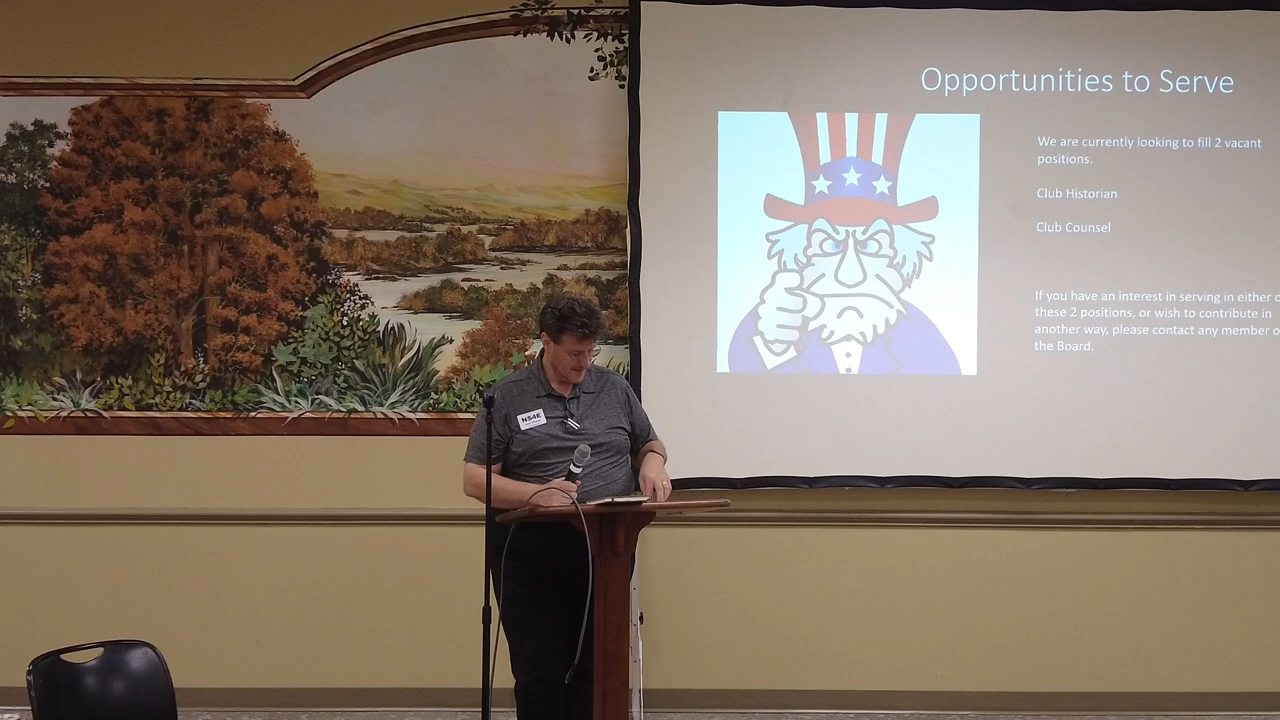 Opportunities to Serve
We are currently looking to fill 2 vacant
positions.
Club Historian
Club Counsel
If you have an interest in serving in either
these 2 positions, or wish to contribute in
another way, please contact any member
the Board.
NS4E